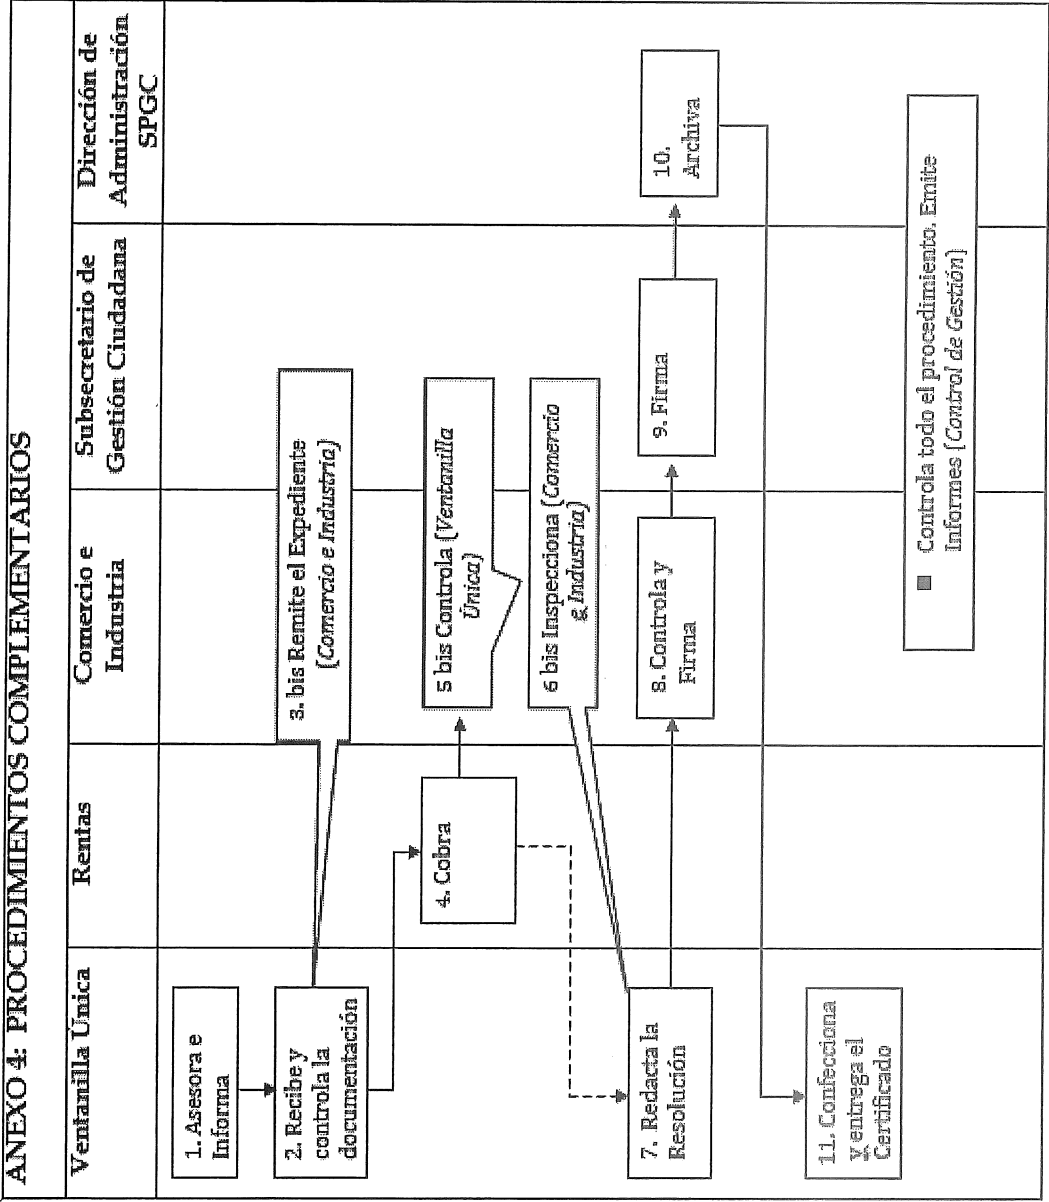 ANEXO 4: PROCEDIMIENTOS COMPLEMENTARIOS
Ventanilla Única
Rentas
Comercio e
Industria
Subsecretario de
Gestión Ciudadana
Dirección de
Administración
SPGC
1. Asesora e
Informa
2. Recibe y
controla la
documentación
3. bis Remite el Expediente
(Comercio e Industria)
4. Cobra
5 bis Controla (Ventanilla
Única)
6 bis Inspecciona (Comercio
e Industria)
7. Redacta la
Resolución
8. Controla y
Firma
9. Firma
10.
Archiva
11. Confecciona
y entrega el
Certificado
Controla todo el procedimiento. Emite
Informes (Control de Gestión)